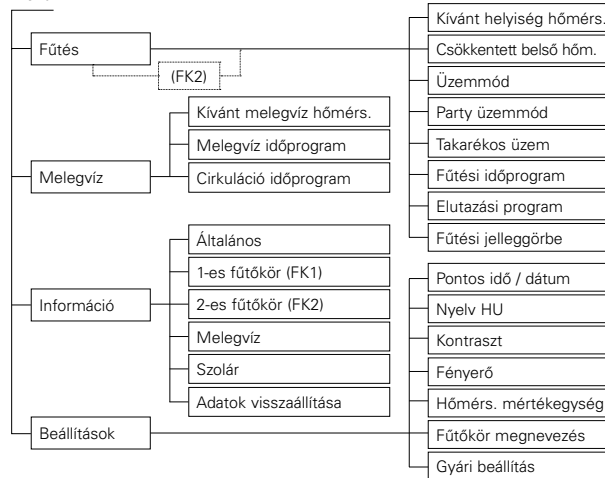 Fűtés
(FK2)
Kívánt helyiség hőmérs.
Csökkentett belső hőm.
Üzemmód
Party üzemmód
Takarékos üzem
Fűtési időprogram
Elutazási program
Fűtési jelleggörbe
Melegvíz
Kívánt melegvíz hőmérs.
Melegvíz időprogram
Cirkuláció időprogram
Információ
Általános
1-es fűtőkör (FK1)
2-es fűtőkör (FK2)
Melegvíz
Szolár
Adatok visszaállítása
Beállítások
Pontos idő / dátum
Nyelv HU
Kontraszt
Fényerő
Hőmérs. mértékegység
Fűtőkör megnevezés
Gyári beállítás